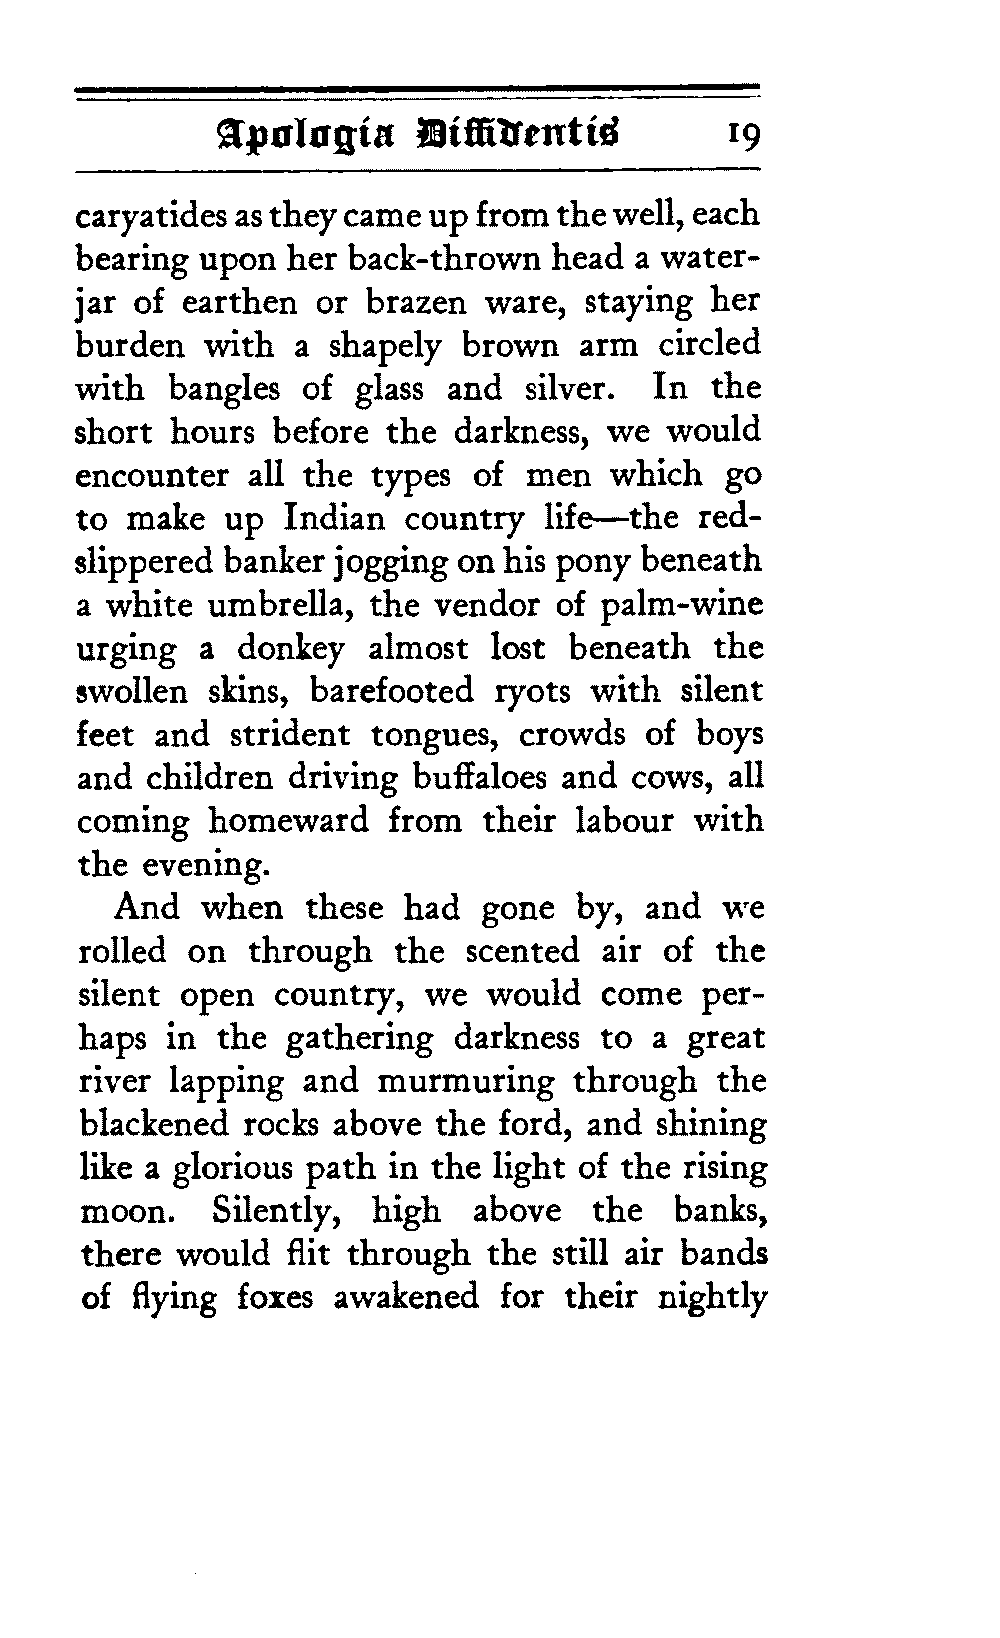 Apologia Diffidentis 19
caryatides as they came up from the well, each
bearing upon her back-thrown head a water-
jar of earthen or brazen ware, staying her
burden with a shapely brown arm circled
with bangles of glass and silver. In the
short hours before the darkness, we would
encounter all the types of men which go
to make up Indian country life—the red-
slippered banker jogging on his pony beneath
a white umbrella, the vendor of palm-wine
urging a donkey almost lost beneath the
swollen skins, barefooted ryots with silent
feet and strident tongues, crowds of boys
and children driving buffaloes and cows, all
coming homeward from their labour with
the evening.
And when these had gone by, and we
rolled on through the scented air of the
silent open country, we would come per-
haps in the gathering darkness to a great
river lapping and murmuring through the
blackened rocks above the ford, and shining
like a glorious path in the light of the rising
moon. Silently, high above the banks,
there would flit through the still air bands
of flying foxes awakened for their nightly